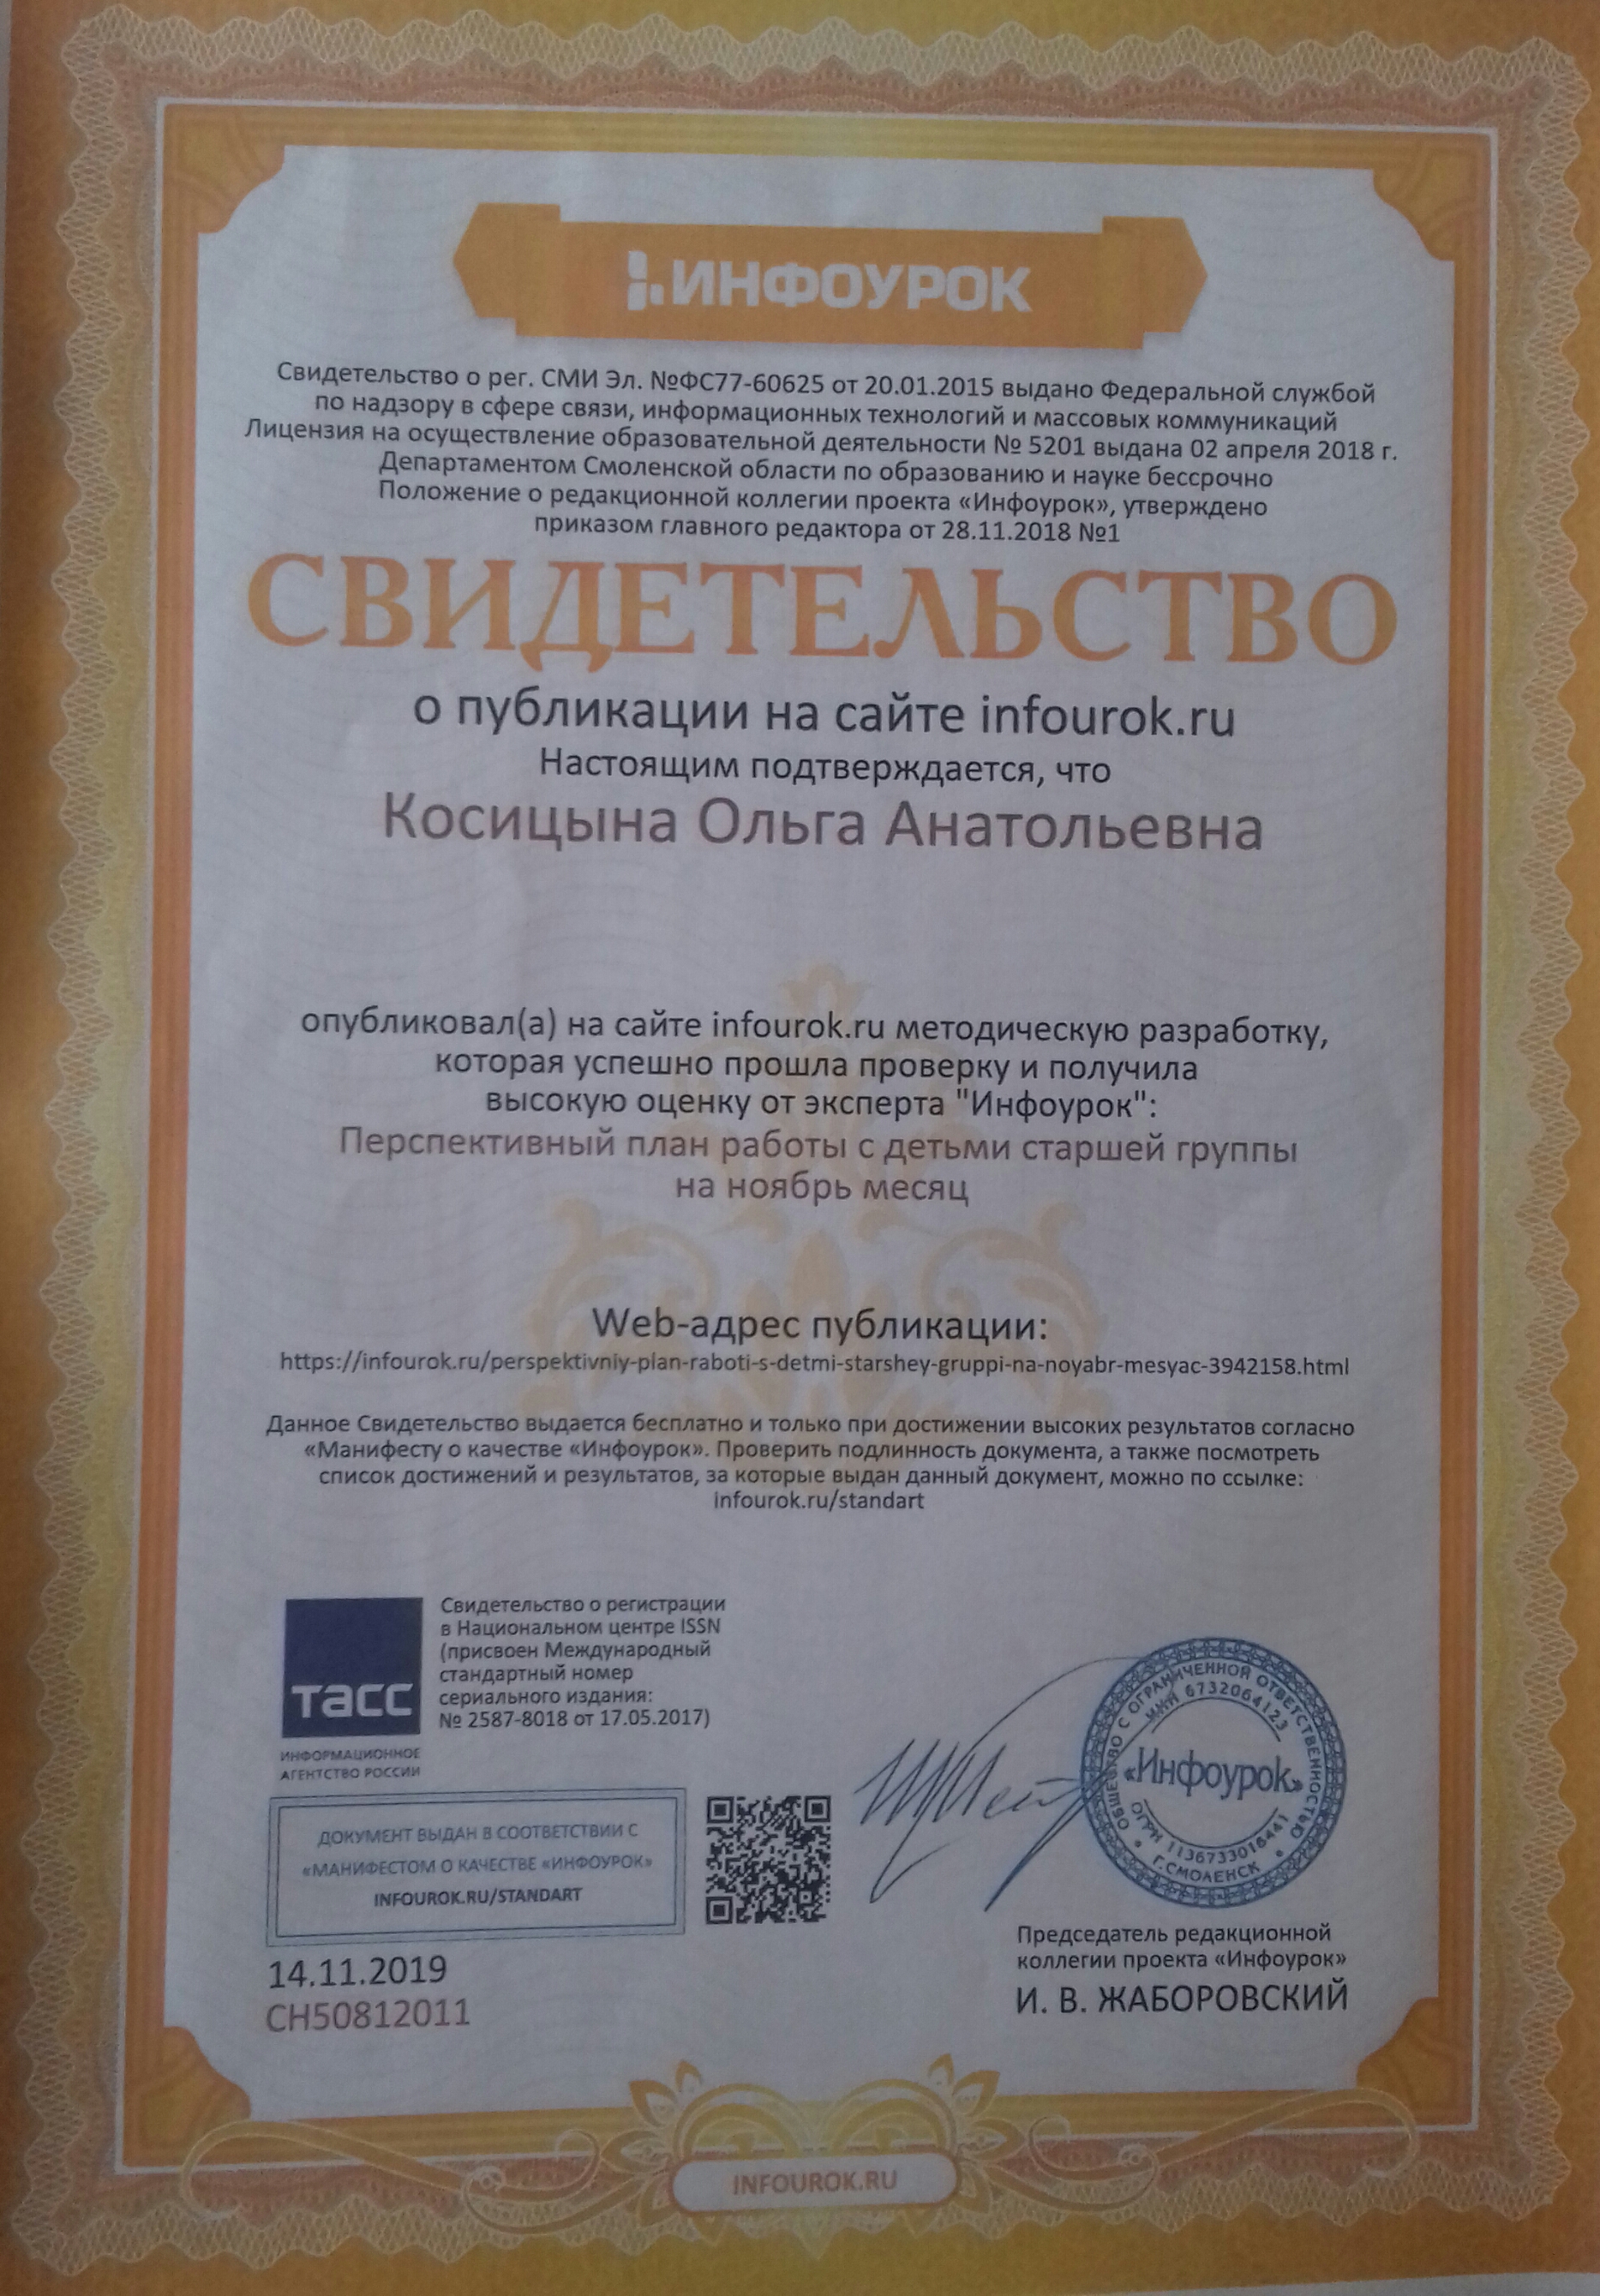 ИНФОУРОК
Свидетельство о рег. СМИ Эл. №ФС77-60625 от 20.01.2015 выдано Федеральной службой
по надзору в сфере связи, информационных технологий и массовых коммуникаций
Лицензия на осуществление образовательной деятельности № 5201 выдана 02 апреля 2018 г.
Департаментом Смоленской области по образованию и науке бессрочно
Положение о редакционной коллегии проекта «Инфоурок», утверждено
приказом главного редактора от 28.11.2018 №1
СВИДЕТЕЛЬСТВО
о публикации на сайте infourok.ru
Настоящим подтверждается, что
Косицына Ольга Анатольевна
опубликовал(а) на сайте infourok.ru методическую разработку,
которая успешно прошла проверку и получила
высокую оценку от эксперта "Инфоурок":
Перспективный план работы с детьми старшей группы
на ноябрь месяц
Web-адрес публикации:
https://infourok.ru/perspektivniy-plan-raboti-s-detmi-starshey-gruppi-na-noyabr-mesyac-3942158.html
Данное Свидетельство выдается бесплатно и только при достижении высоких результатов согласно
«Манифесту о качестве «Инфоурок». Проверить подлинность документа, а также посмотреть
список достижений и результатов, за которые выдан данный документ, можно по ссылке:
infourok.ru/standart
тасс
ИНФОРМАЦИОННОЕ
АГЕНТСТВО РОССИИ
Свидетельство о регистрации
в Национальном центре ISSN
(присвоен Международный
стандартный номер
сериального издания:
№ 2587-8018 от 17.05.2017)
ДОКУМЕНТ ВЫДАН В СООТВЕТСТВИИ С
«МАНИФЕСТОМ О КАЧЕСТВЕ «ИНФОУРОК»
INFOUROK.RU/STANDART
14.11.2019
СН50812011
ОБЩЕСТВО С ОГРАНИЧЕННОЙ ОТВЕТСТВЕННОСТЬЮ
ИНН 6732064123
«Инфоурок»
ОГРН 1136733016441
Г.СМОЛЕНСК
Председатель редакционной
коллегии проекта «Инфоурок»
И. В. ЖАБОРОВСКИЙ
INFOUROK.RU